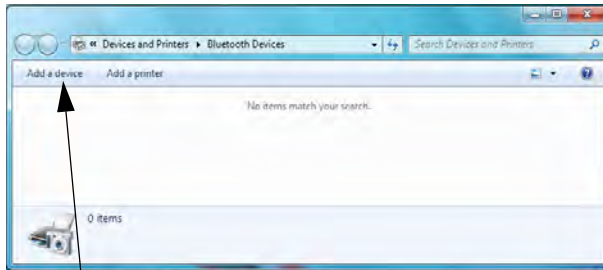 « Devices and Printers ▸ Bluetooth Devices Search Devices and Printers
Add a device Add a printer
No items match your search.
0 items